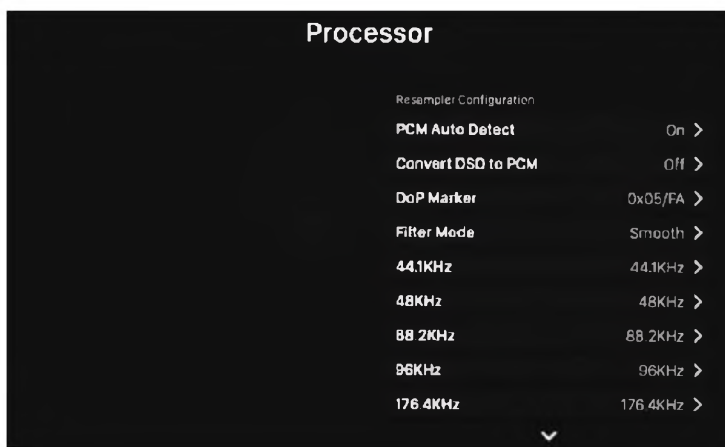 Processor
Resampler Configuration
PCM Auto Detect On
Convert DSD to PCM Off
DoP Marker 0x05/FA
Filter Mode Smooth
44.1KHz 44.1KHz
48KHz 48KHz
88.2KHz 88.2KHz
96KHz 96KHz
176.4KHz 176.4KHz